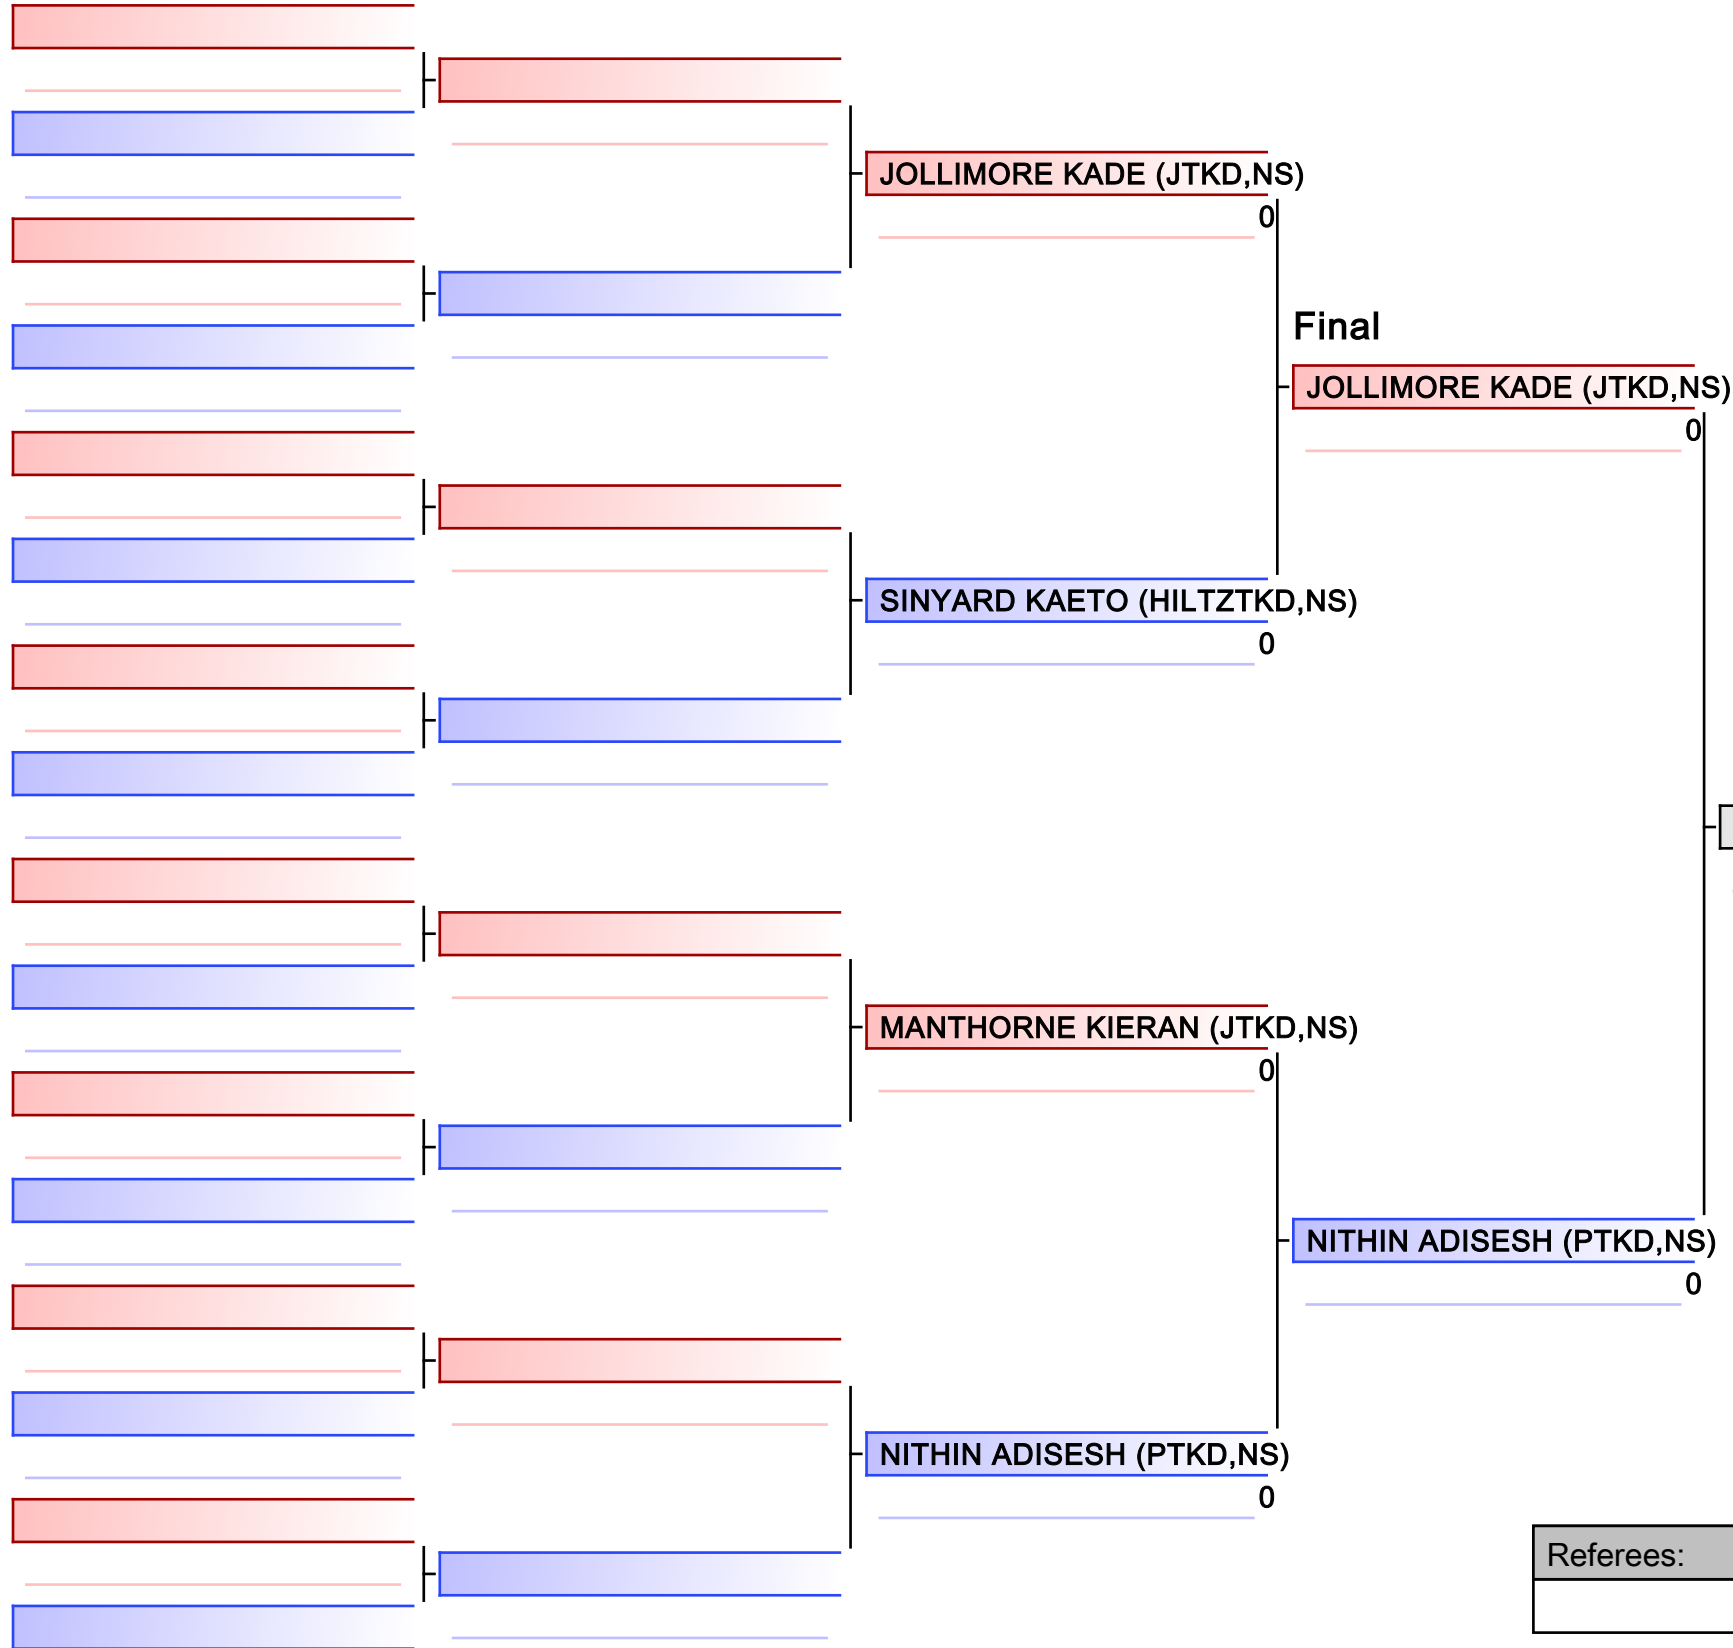 JOLLIMORE KADE (JTKD,NS)
0
Final
JOLLIMORE KADE (JTKD,NS)
0
SINYARD KAETO (HILTZTKD,NS)
0
MANTHORNE KIERAN (JTKD,NS)
0
NITHIN ADISESH (PTKD,NS)
0
NITHIN ADISESH (PTKD,NS)
0
Referees: